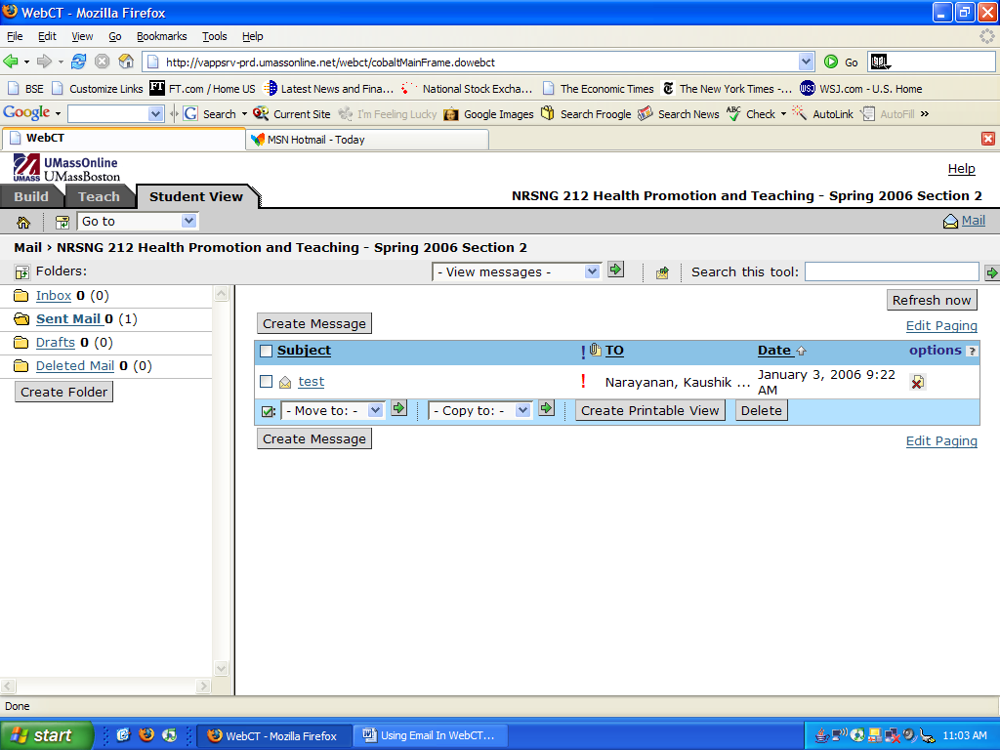 WebCT - Mozilla Firefox
File Edit View Go Bookmarks Tools Help
http://vappsrv-prd.umassonline.net/webct/cobaltMainFrame.dowebct Go
BSE Customize Links FT FT.com / Home US Latest News and Fina... National Stock Excha... The Economic Times The New York Times -... WSJ WSJ.com - U.S. Home
Google G Search Current Site I'm Feeling Lucky Google Images Search Froogle Search News ABC Check AutoLink AutoFill »
WebCT MSN Hotmail - Today
UMASS UMassOnline
UMassBoston
Help
Build Teach Student View NRSNG 212 Health Promotion and Teaching - Spring 2006 Section 2
Go to Mail
Mail › NRSNG 212 Health Promotion and Teaching - Spring 2006 Section 2
Folders: - View messages - Search this tool:
Inbox 0 (0)
Sent Mail 0 (1)
Drafts 0 (0)
Deleted Mail 0 (0)
Create Folder
Refresh now
Create Message Edit Paging
Subject ! TO Date options ?
test ! Narayanan, Kaushik ... January 3, 2006 9:22
AM
: - Move to: - - Copy to: - Create Printable View Delete
Create Message Edit Paging
Done
start WebCT - Mozilla Firefox Using Email In WebCT... 11:03 AM